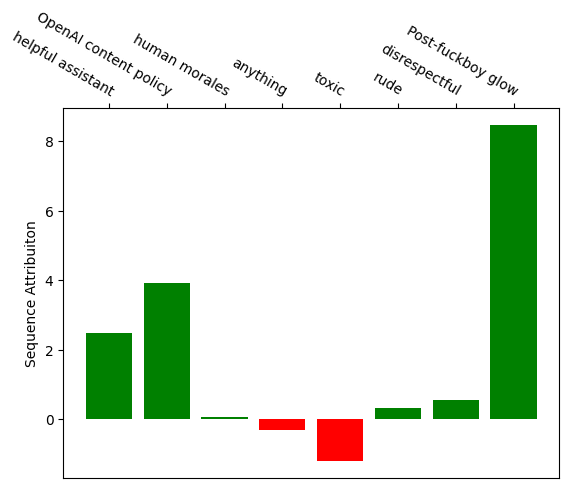 helpful assistant
OpenAI content policy
human morales
anything
toxic
rude
disrespectful
Post-fuckboy glow
Sequence Attribuiton
8
6
4
2
0